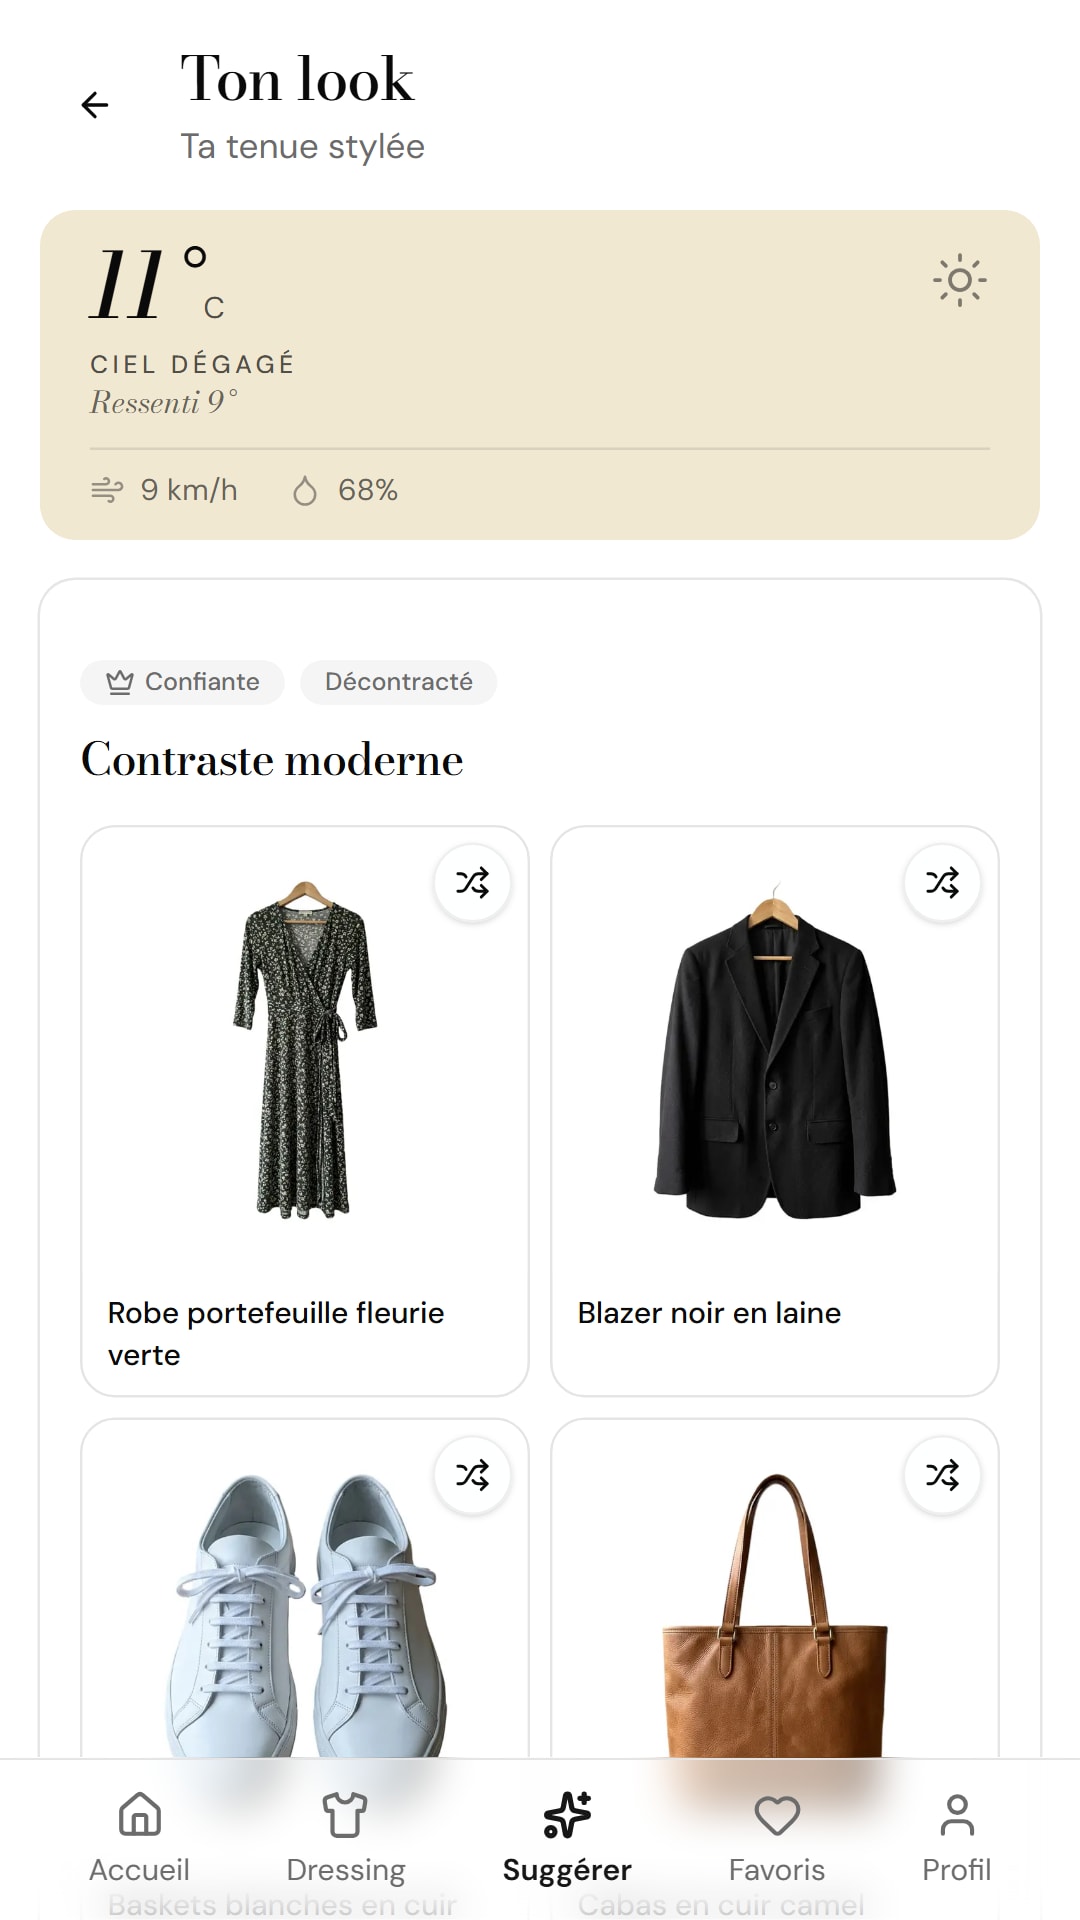 Ton look
Ta tenue stylée
11°
C
CIEL DÉGAGÉ
Ressenti 9°
9 km/h
68%
Confiante
Décontracté
Contraste moderne
Robe portefeuille fleurie
verte
Blazer noir en laine
Accueil
Dressing
Suggérer
Favoris
Profil
Baskets blanches en cuir
Cabas en cuir camel